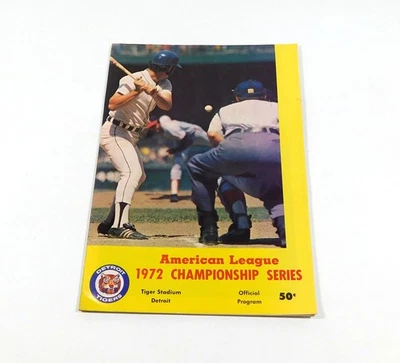 American League
1972 CHAMPIONSHIP SERIES
DETROIT
TIGERS
Tiger Stadium
Detroit
Official
Program
50¢